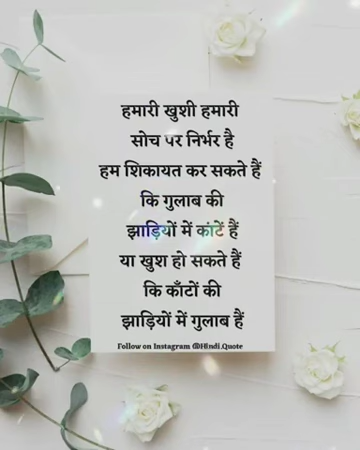 हमारी खुशी हमारी
सोच पर निर्भर है
हम शिकायत कर सकते हैं
कि गुलाब की
झाड़ियों में कांटें हैं
या खुश हो सकते हैं
कि काँटों की
झाड़ियों में गुलाब हैं
Follow on Instagram @Hindi.Quote